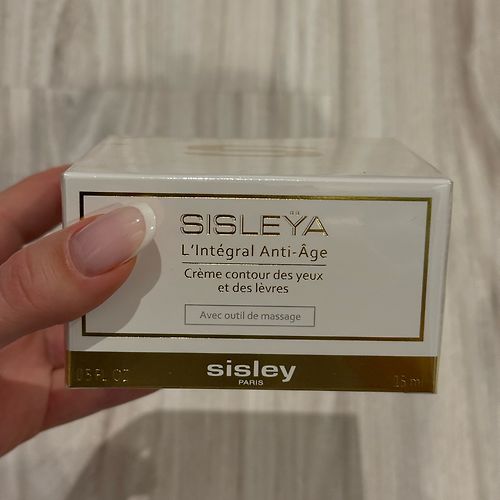 SISLEŸA
L'Intégral Anti-Âge
Crème contour des yeux
et des lèvres
Avec outil de massage
sisley
PARIS
0.5 FL. OZ
15 ml